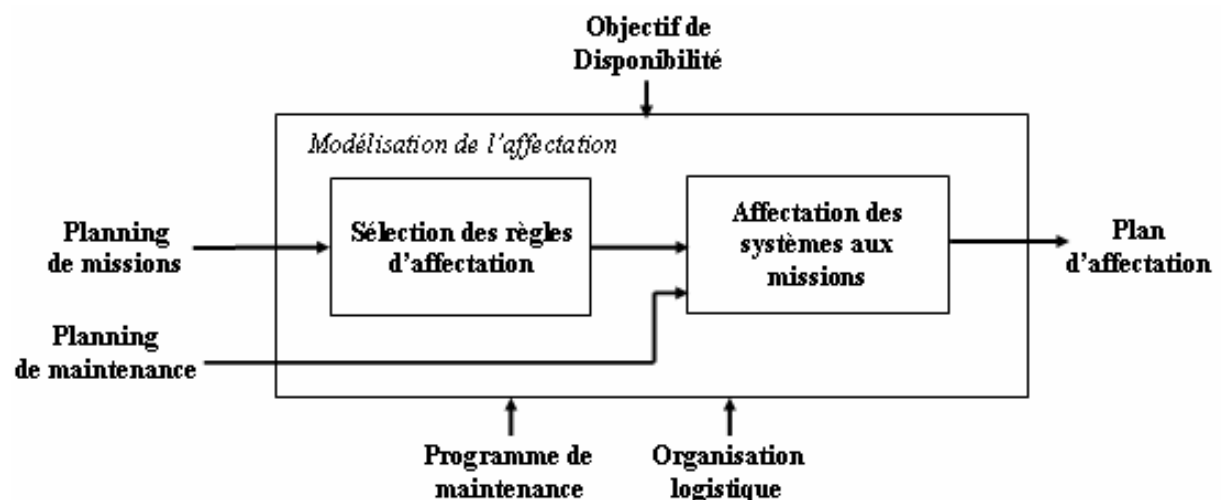 Objectif de
Disponibilité
Modélisation de l'affectation
Planning
de missions
Sélection des règles
d'affectation
Affectation des
systèmes aux
missions
Plan
d'affectation
Planning
de maintenance
Programme de
maintenance
Organisation
logistique